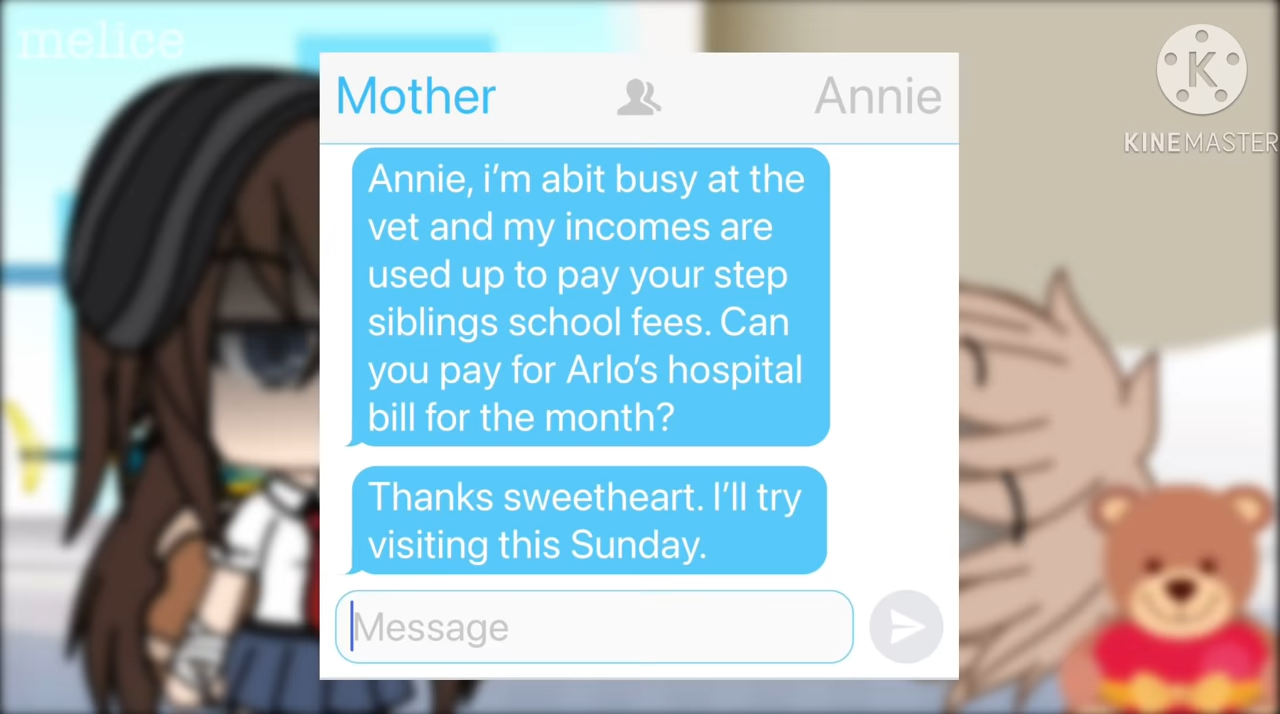 melice
Mother
Annie
Annie, i’m abit busy at the
vet and my incomes are
used up to pay your step
siblings school fees. Can
you pay for Arlo’s hospital
bill for the month?
Thanks sweetheart. I’ll try
visiting this Sunday.
Message
K
KINEMASTER